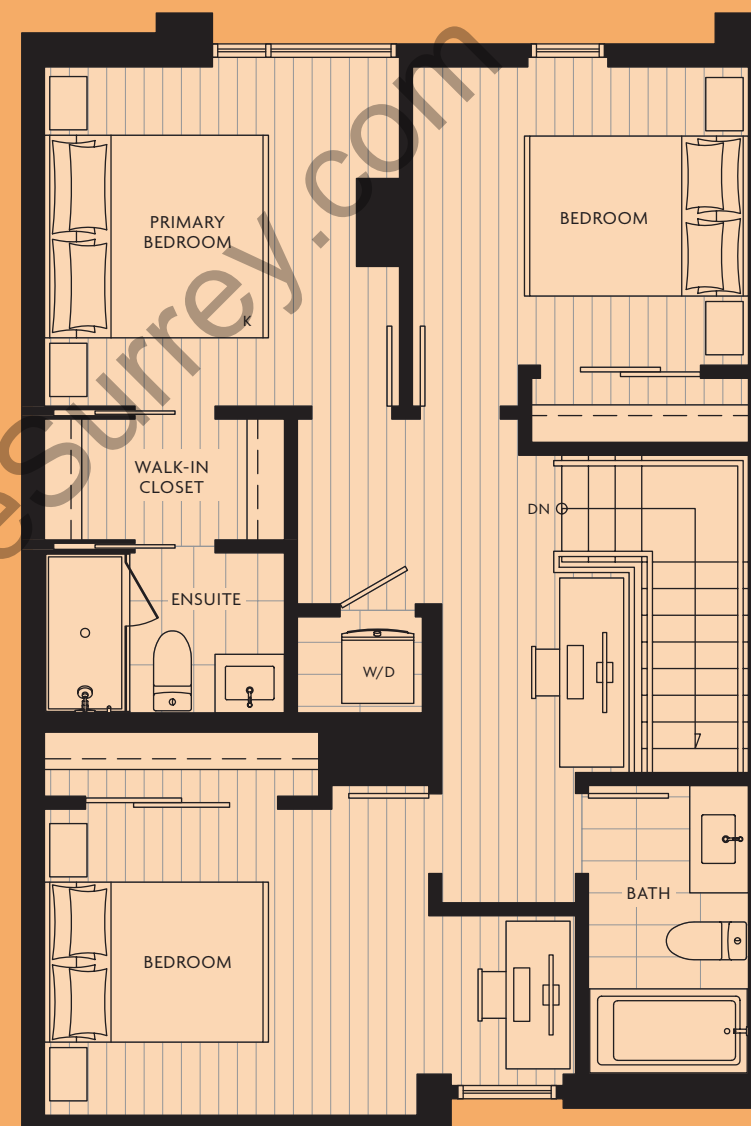 PRIMARY
BEDROOM
K
BEDROOM
WALK-IN
CLOSET
DN
ENSUITE
W/D
BATH
BEDROOM
eSurrey.com